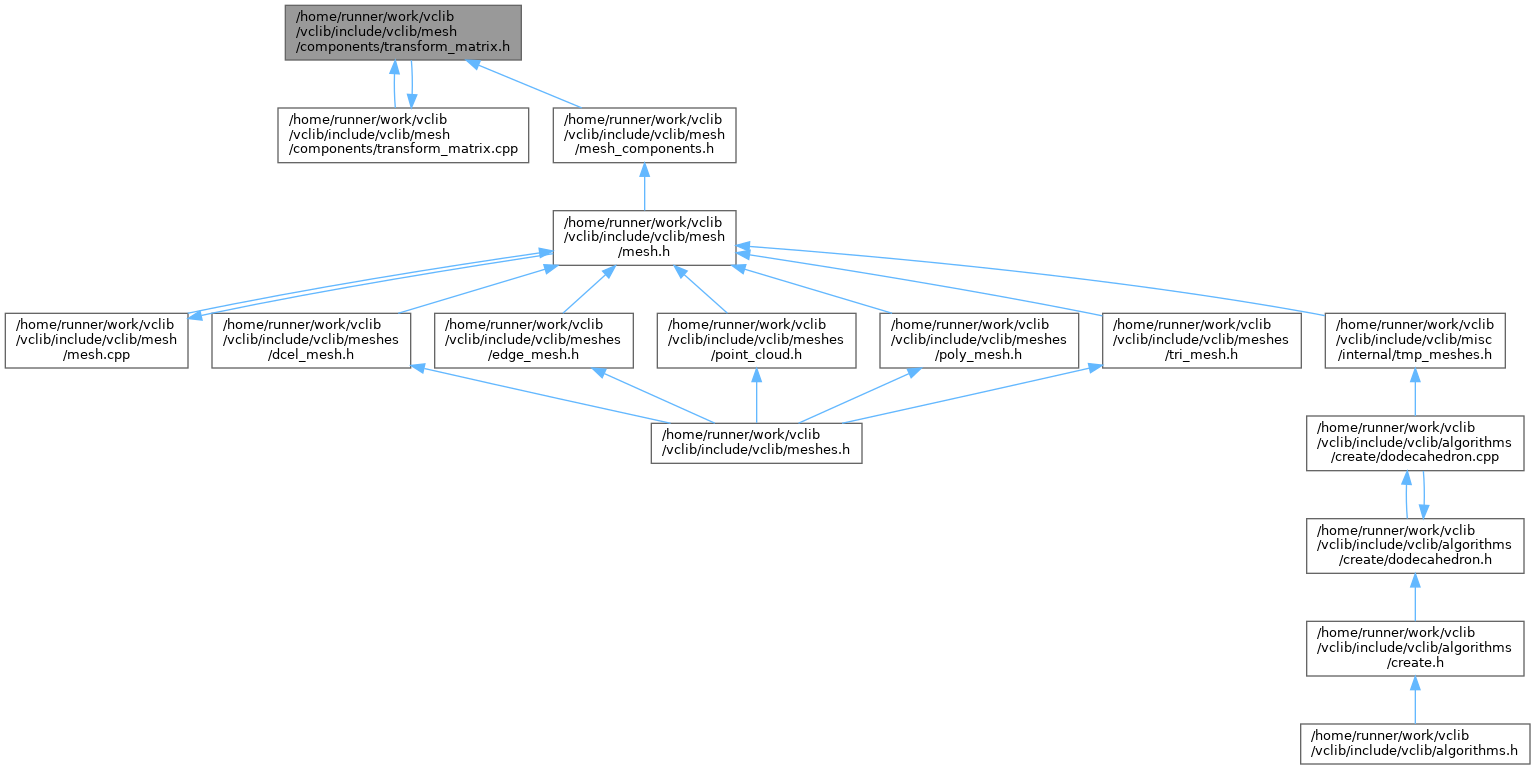 /home/runner/work/vclib
/vclib/include/vclib/mesh
/components/transform_matrix.h
/home/runner/work/vclib
/vclib/include/vclib/mesh
/components/transform_matrix.cpp
/home/runner/work/vclib
/vclib/include/vclib/mesh
/mesh_components.h
/home/runner/work/vclib
/vclib/include/vclib/mesh
/mesh.h
/home/runner/work/vclib
/vclib/include/vclib/mesh
/mesh.cpp
/home/runner/work/vclib
/vclib/include/vclib/meshes
/dcel_mesh.h
/home/runner/work/vclib
/vclib/include/vclib/meshes
/edge_mesh.h
/home/runner/work/vclib
/vclib/include/vclib/meshes
/point_cloud.h
/home/runner/work/vclib
/vclib/include/vclib/meshes
/poly_mesh.h
/home/runner/work/vclib
/vclib/include/vclib/meshes
/tri_mesh.h
/home/runner/work/vclib
/vclib/include/vclib/misc
/internal/tmp_meshes.h
/home/runner/work/vclib
/vclib/include/vclib/meshes.h
/home/runner/work/vclib
/vclib/include/vclib/algorithms
/create/dodecahedron.cpp
/home/runner/work/vclib
/vclib/include/vclib/algorithms
/create/dodecahedron.h
/home/runner/work/vclib
/vclib/include/vclib/algorithms
/create.h
/home/runner/work/vclib
/vclib/include/vclib/algorithms.h